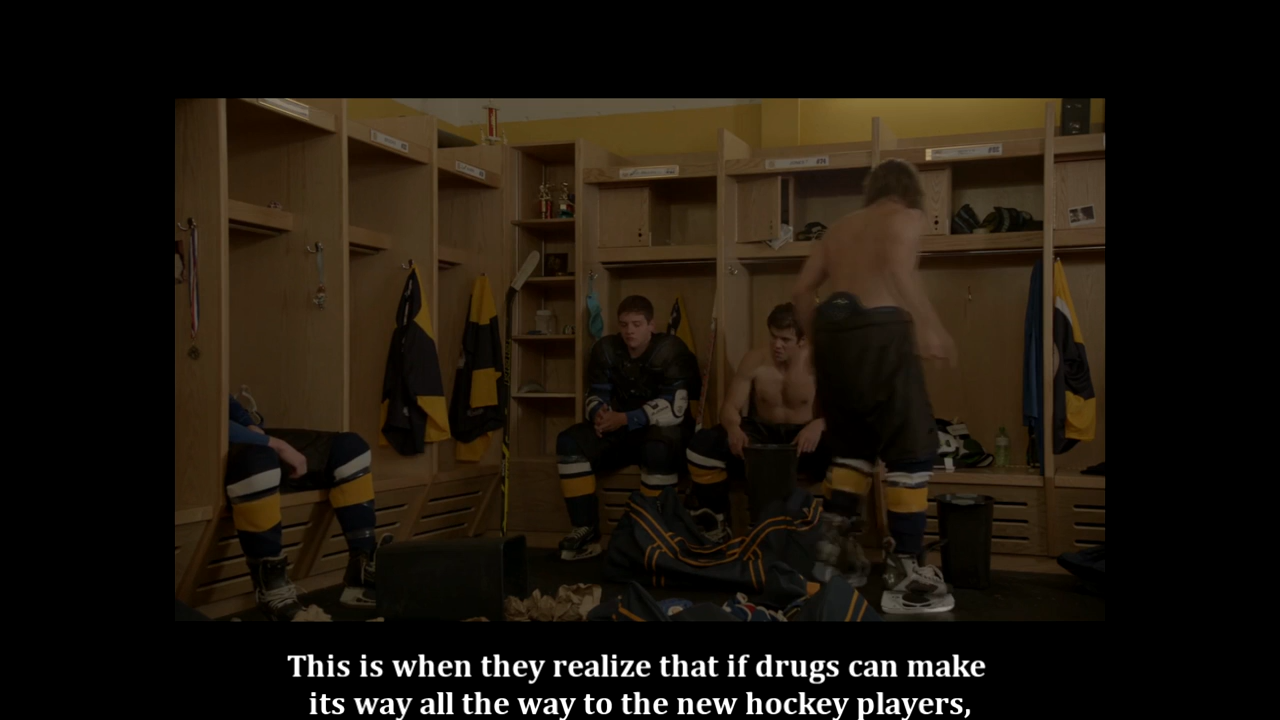 This is when they realize that if drugs can make
its way all the way to the new hockey players,